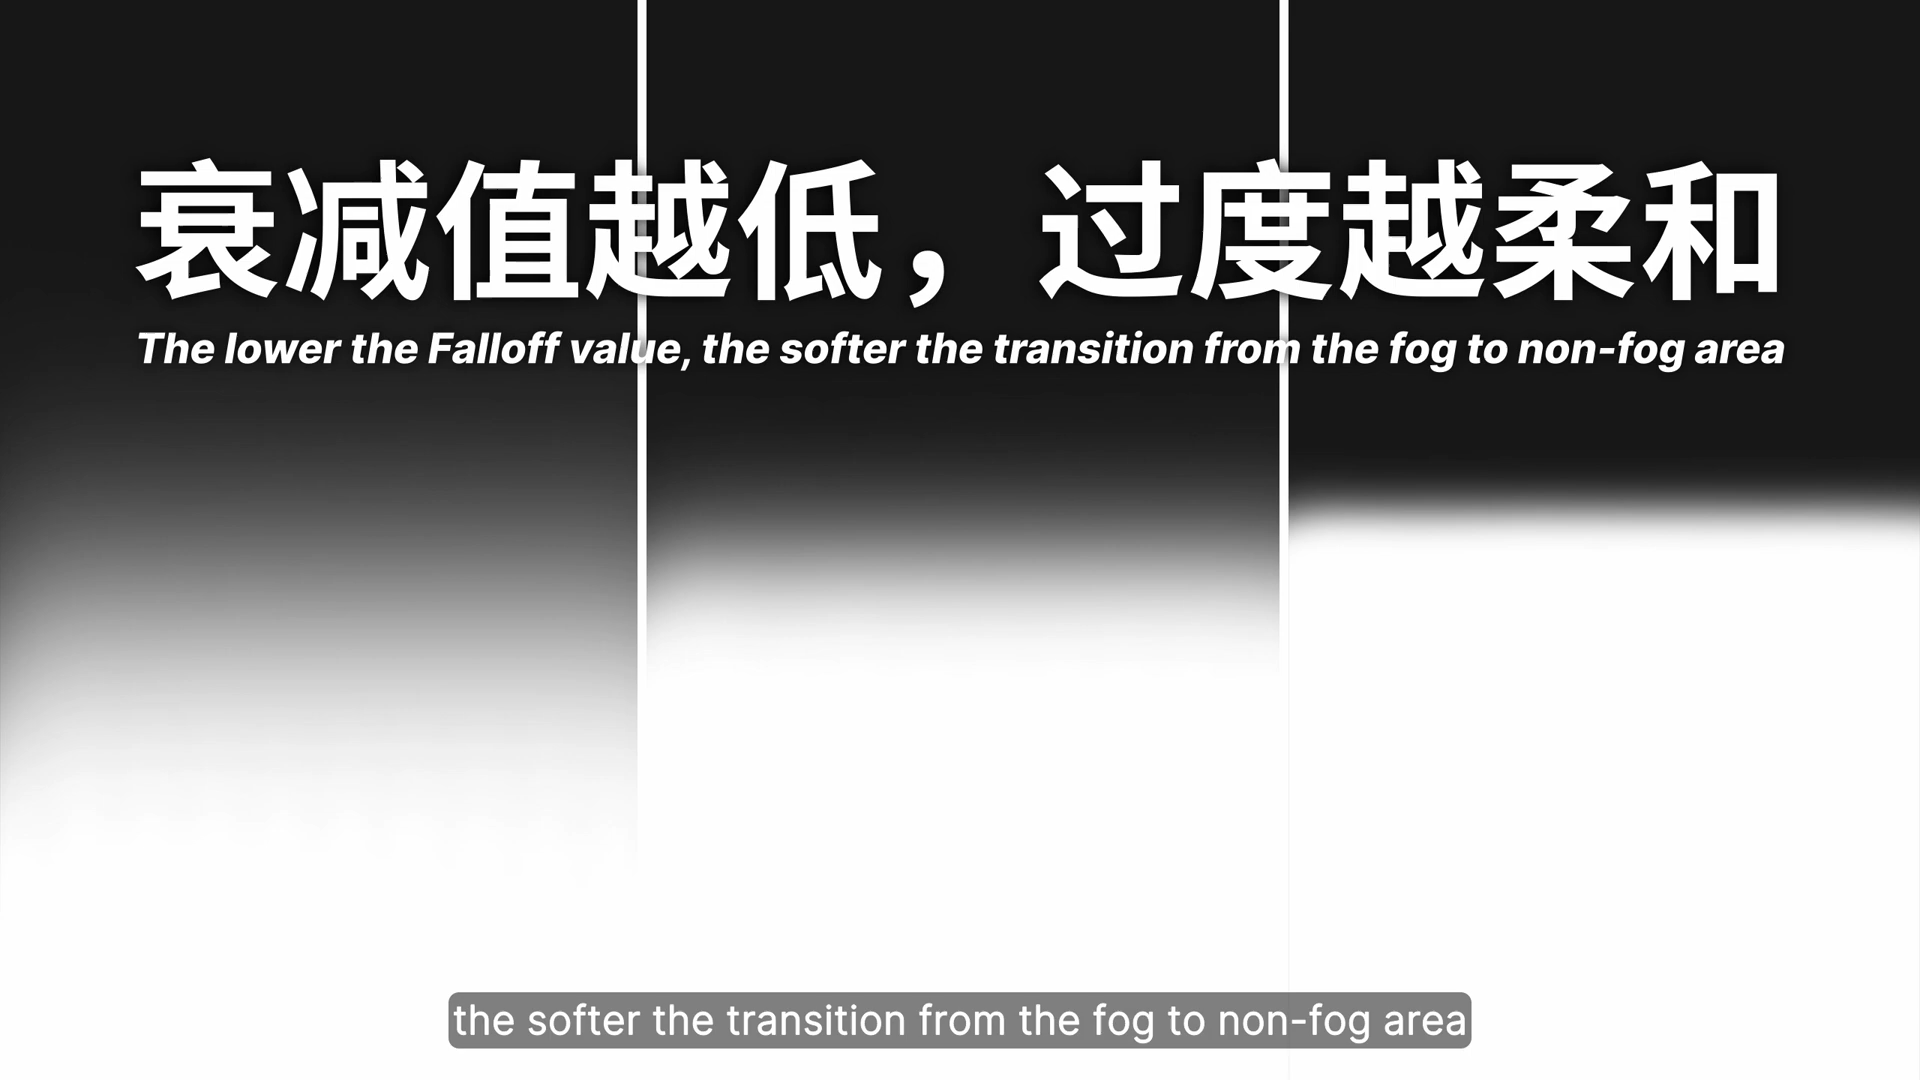 衰减值越低，过度越柔和
The lower the Falloff value, the softer the transition from the fog to non-fog area
the softer the transition from the fog to non-fog area